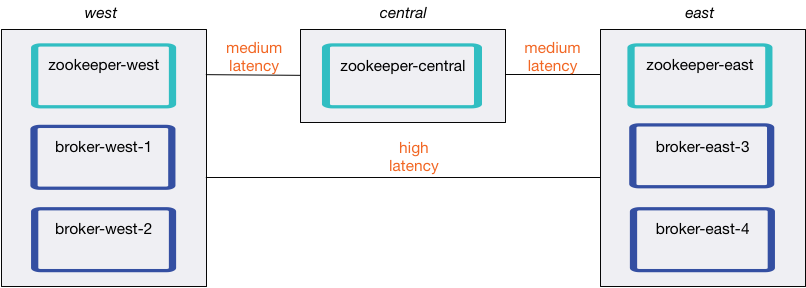 west
central
east
zookeeper-west
medium
latency
zookeeper-central
medium
latency
zookeeper-east
broker-west-1
high
latency
broker-east-3
broker-west-2
broker-east-4